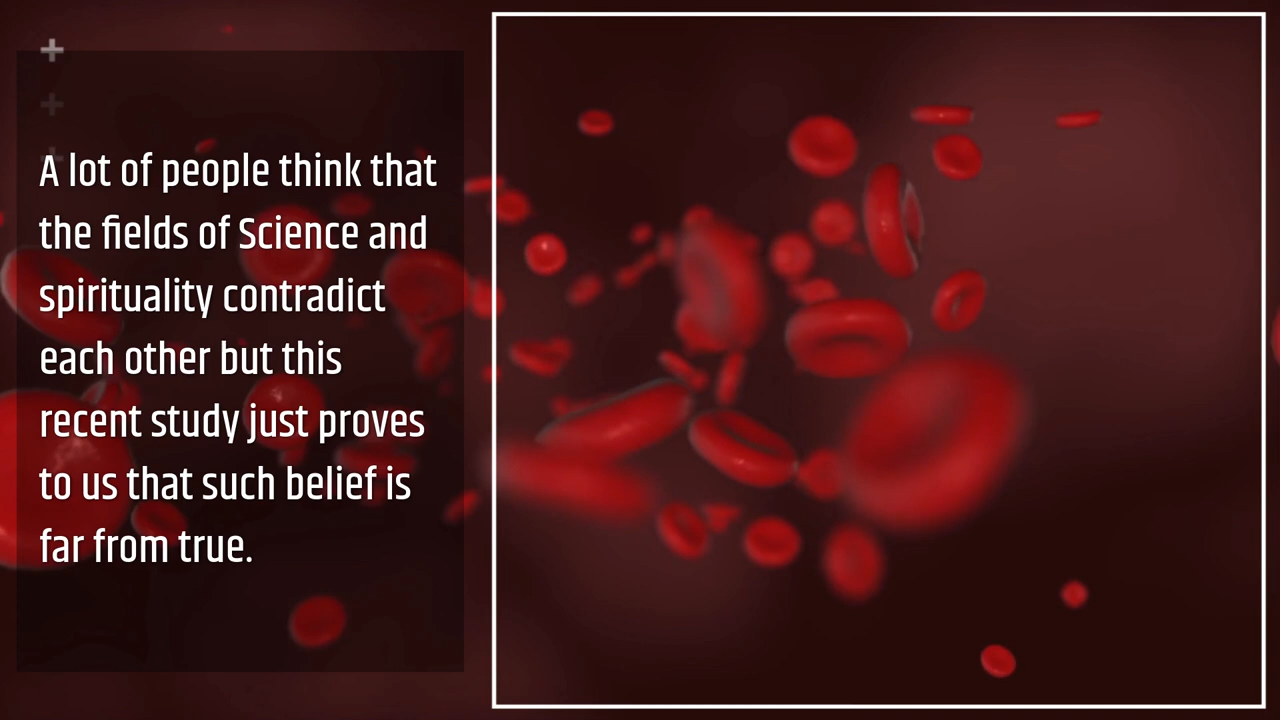 A lot of people think that
the fields of Science and
spirituality contradict
each other but this
recent study just proves
to us that such belief is
far from true.